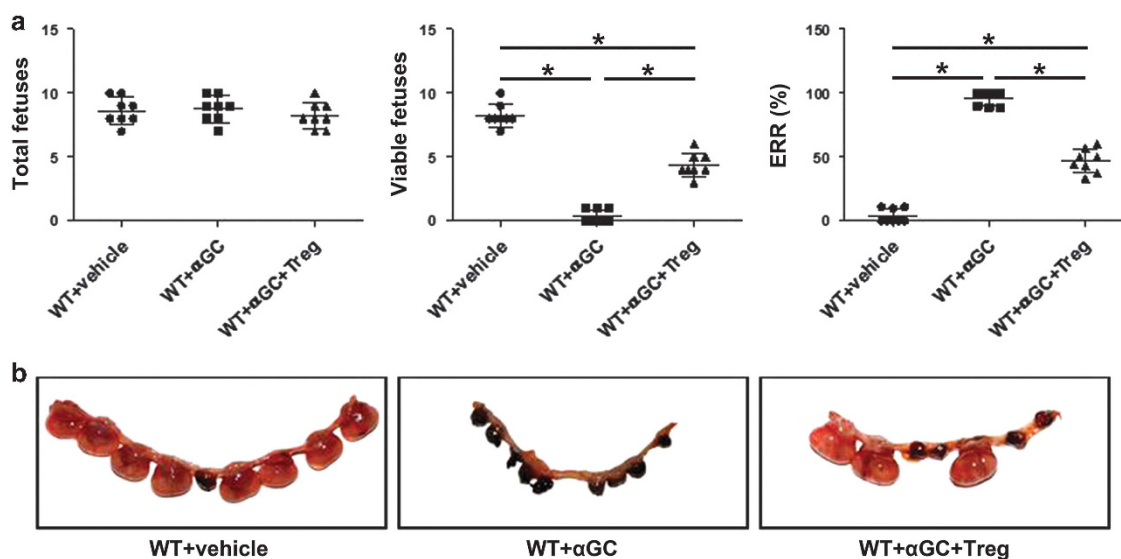 a
Total fetuses
15
10
5
0
WT+vehicle
WT+αGC
WT+αGC+Treg
Viable fetuses
15
10
5
0
*
*
*
WT+vehicle
WT+αGC
WT+αGC+Treg
ERR (%)
150
100
50
0
*
*
*
WT+vehicle
WT+αGC
WT+αGC+Treg
b
WT+vehicle
WT+αGC
WT+αGC+Treg